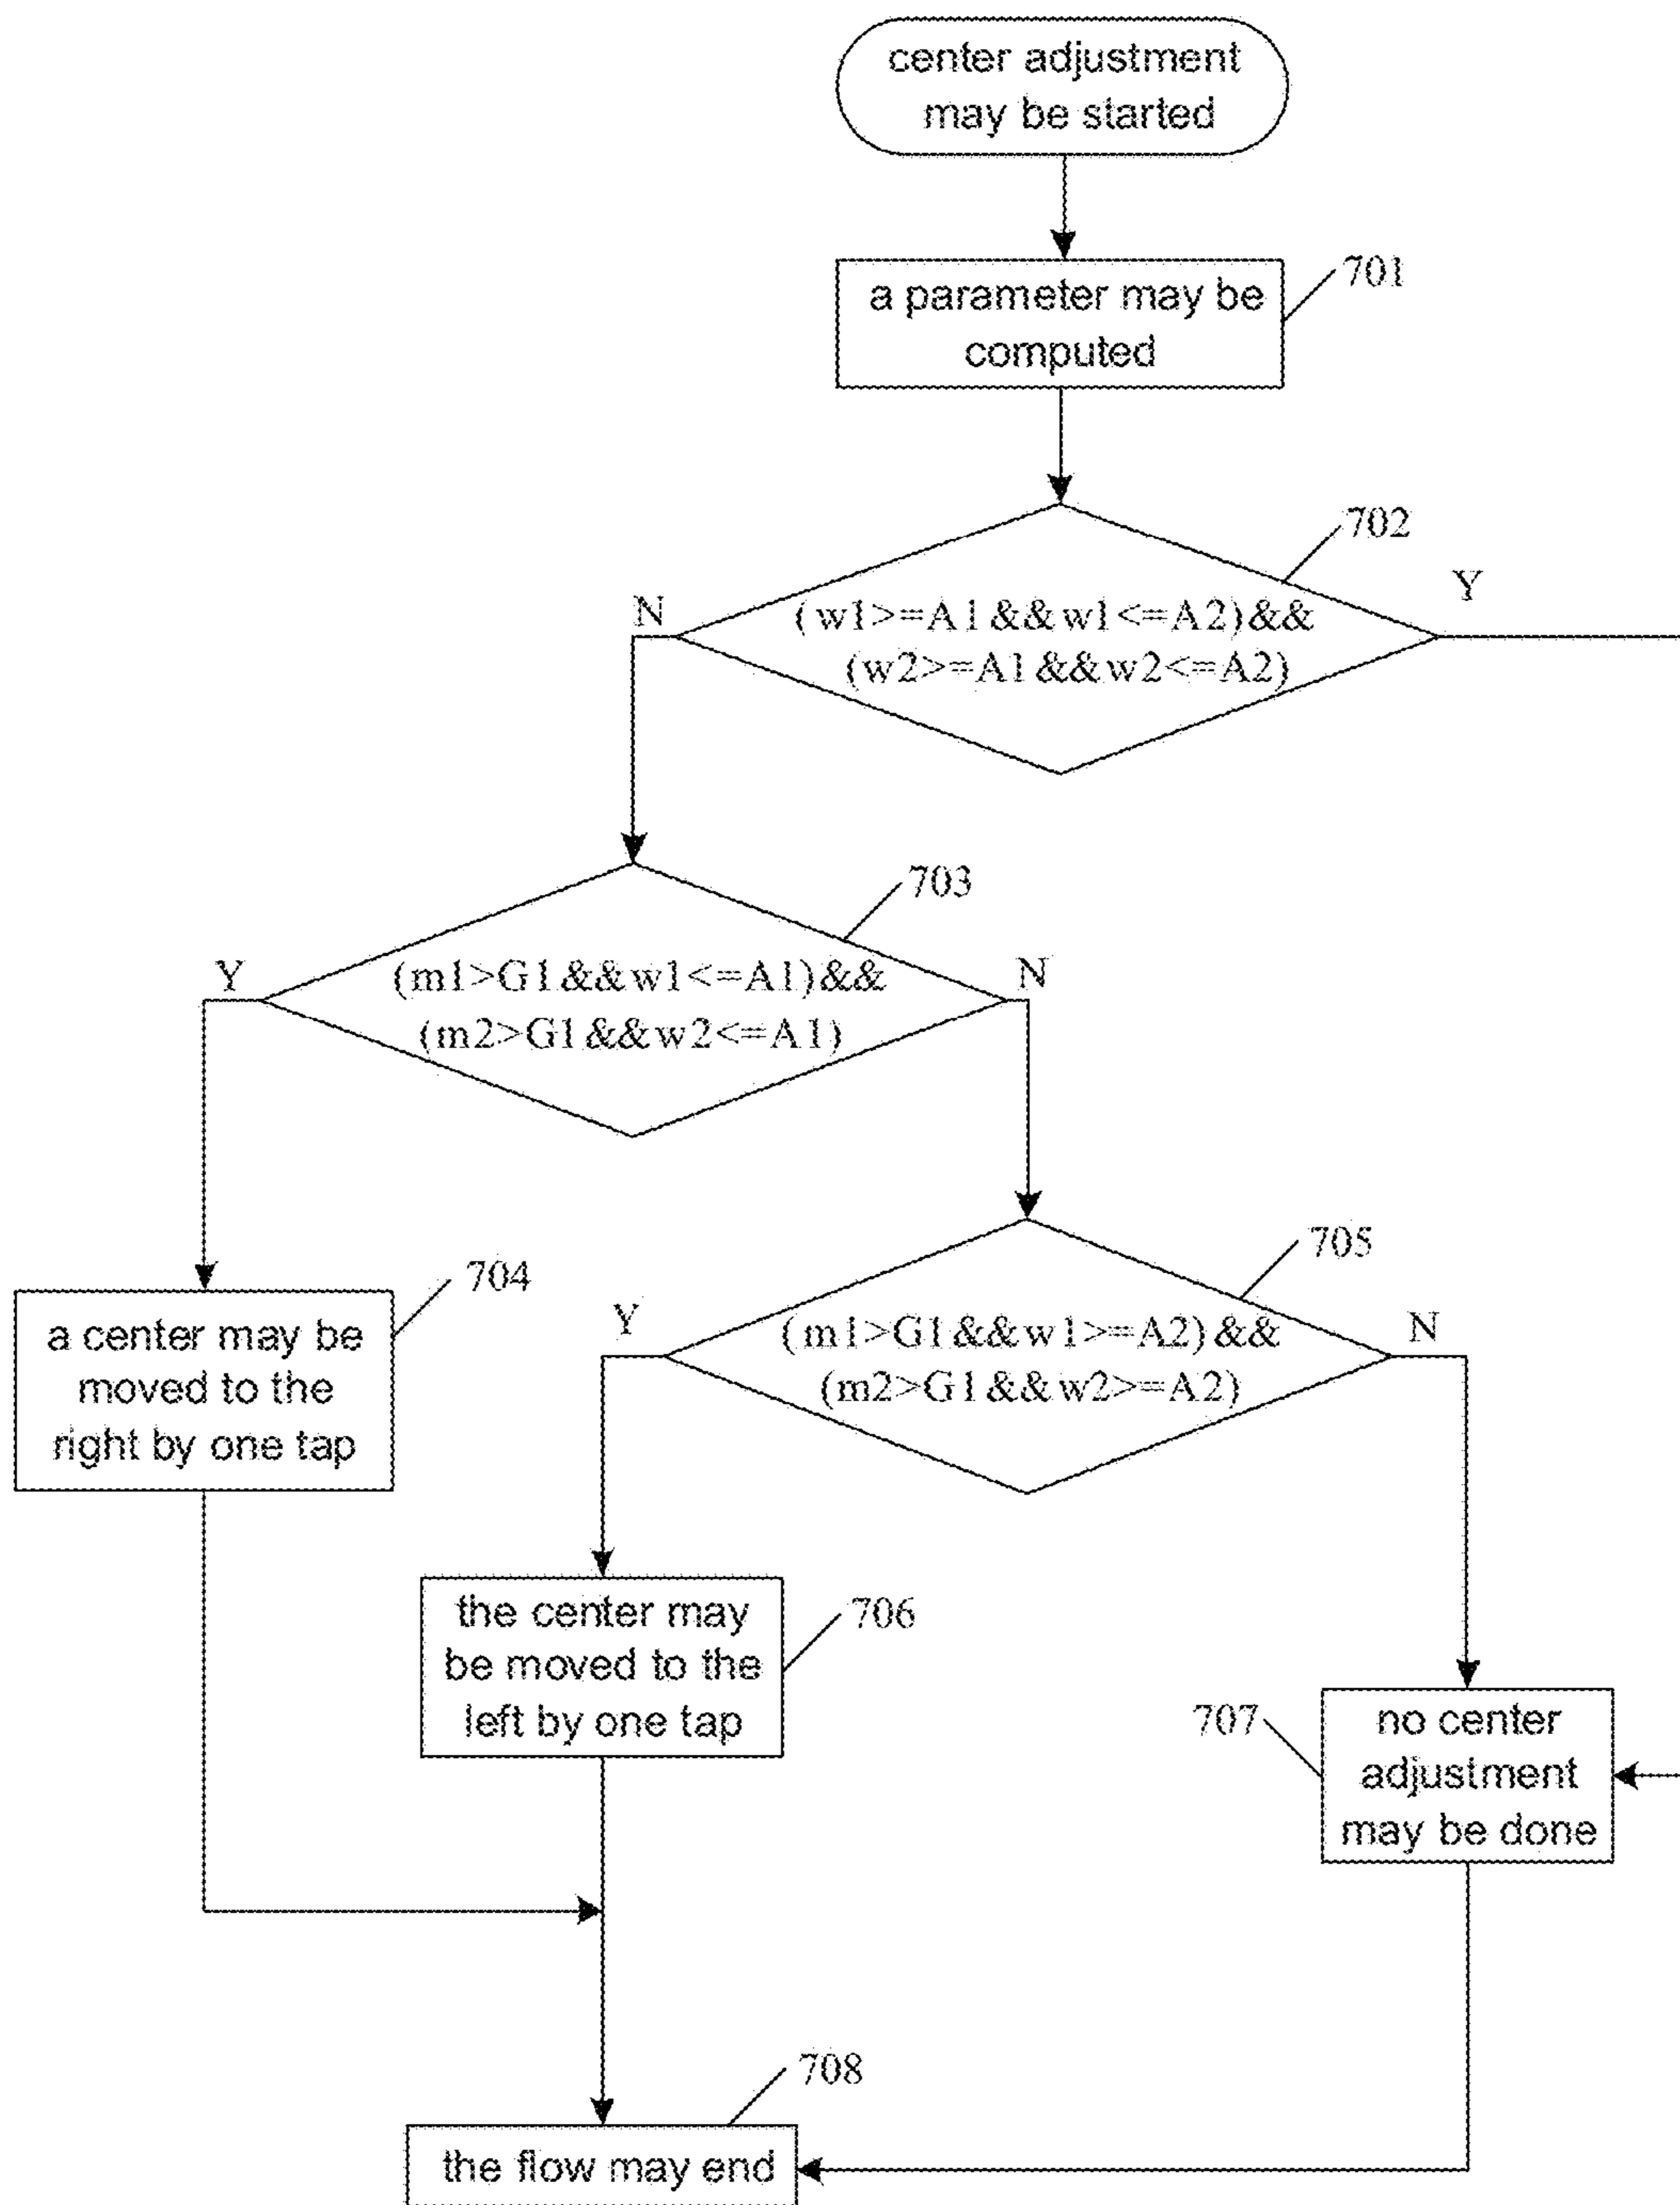 center adjustment
may be started
a parameter may be
computed
701
702
N
Y
(w1>=A1&&w1<=A2)&&
(w2>=A1&&w2<=A2)
703
Y
N
(m1>G1&&w1<=A1)&&
(m2>G1&&w2<=A1)
704
a center may be
moved to the
right by one tap
705
Y
N
(m1>G1&&w1>=A2)&&
(m2>G1&&w2>=A2)
the center may
be moved to the
left by one tap
706
707
no center
adjustment
may be done
708
the flow may end